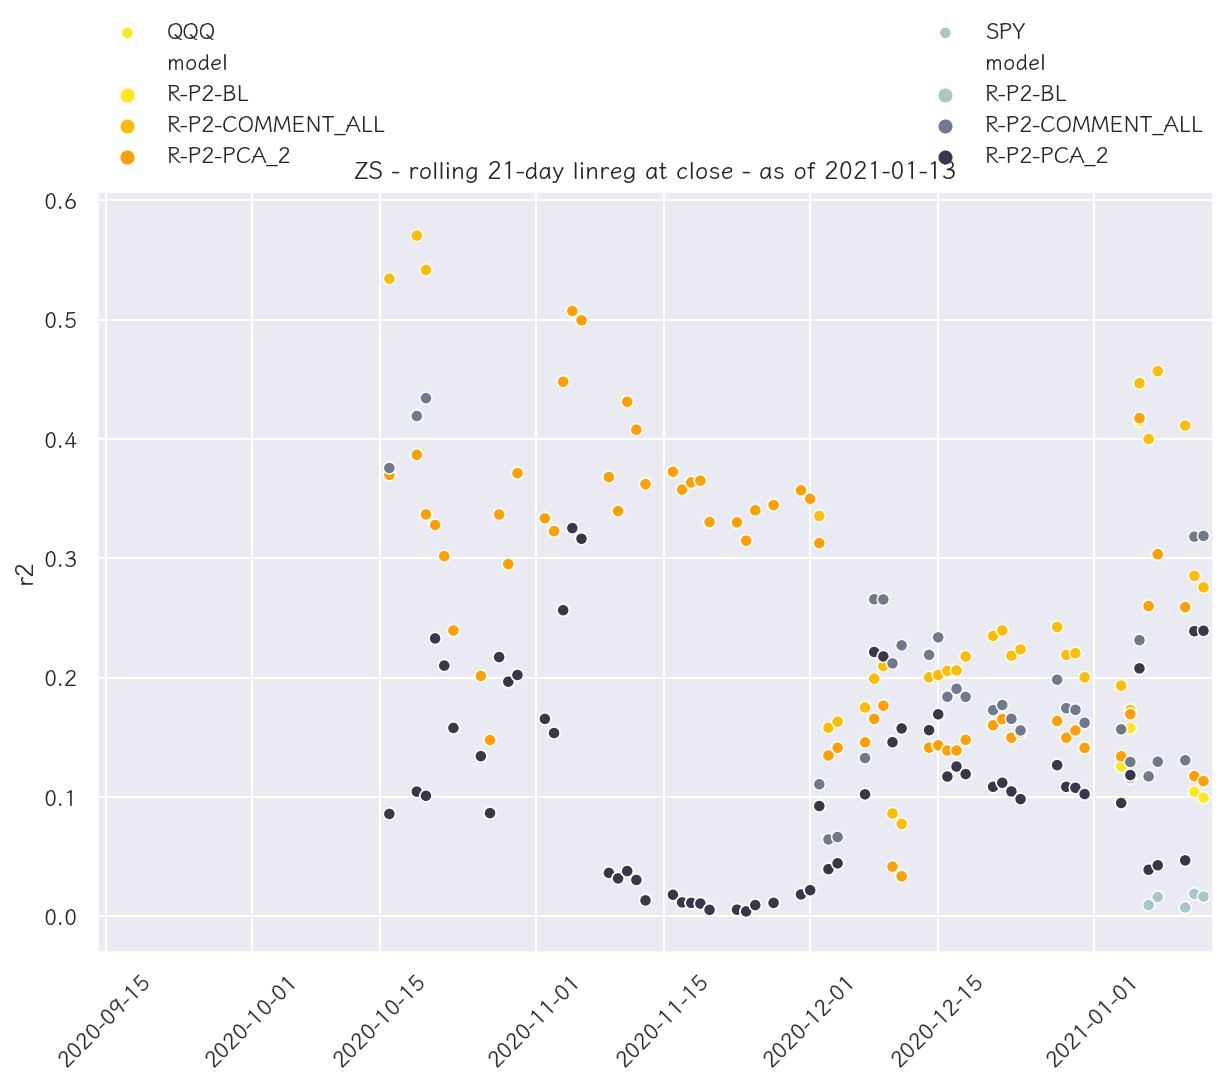 QQQ
model
R-P2-BL
R-P2-COMMENT_ALL
R-P2-PCA_2
SPY
model
R-P2-BL
R-P2-COMMENT_ALL
R-P2-PCA_2
ZS - rolling 21-day linreg at close - as of 2021-01-13
0.6
0.5
0.4
0.3
0.2
0.1
0.0
r2
2020-09-15
2020-10-01
2020-10-15
2020-11-01
2020-11-15
2020-12-01
2020-12-15
2021-01-01